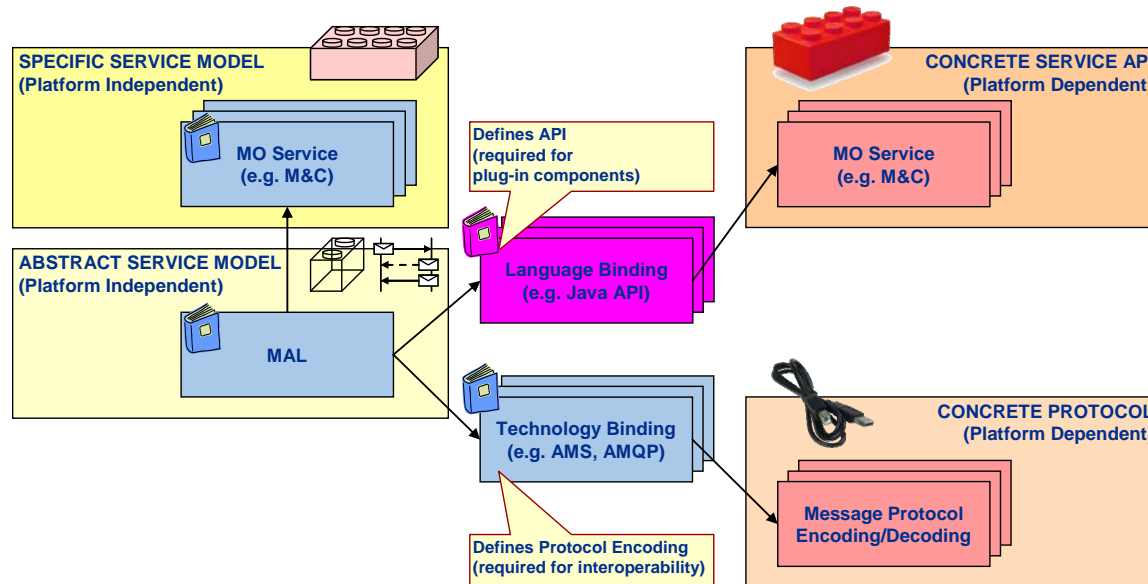 SPECIFIC SERVICE MODEL
(Platform Independent)
MO Service
(e.g. M&C)
ABSTRACT SERVICE MODEL
(Platform Independent)
MAL
Defines API
(required for
plug-in components)
Language Binding
(e.g. Java API)
Technology Binding
(e.g. AMS, AMQP)
Defines Protocol Encoding
(required for interoperability)
CONCRETE SERVICE AP
(Platform Dependent
MO Service
(e.g. M&C)
CONCRETE PROTOCOL
(Platform Dependent
Message Protocol
Encoding/Decoding